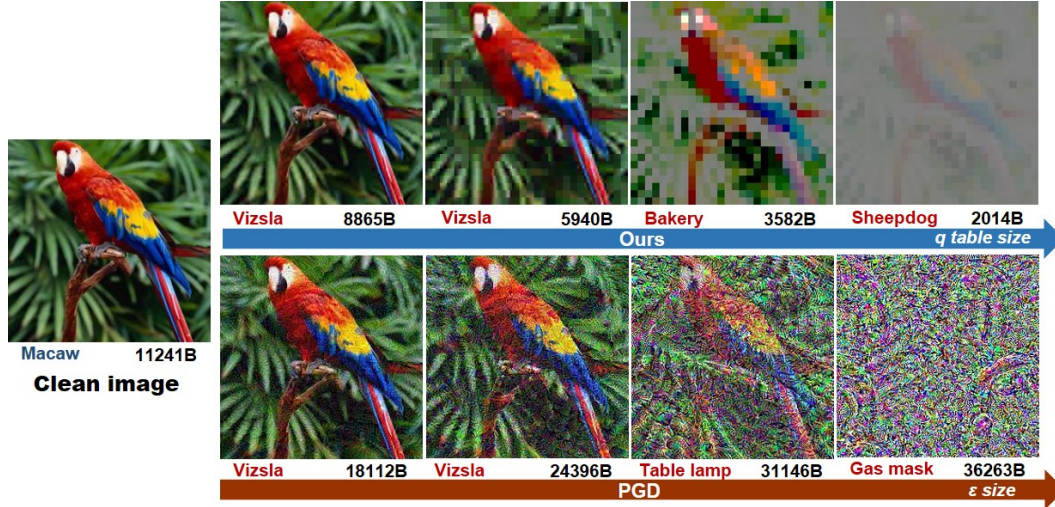 Vizsla 8865B Vizsla 5940B Bakery 3582B Sheepdog 2014B
Ours q table size
Macaw 11241B
Clean image
Vizsla 18112B Vizsla 24396B Table lamp 31146B Gas mask 36263B
PGD ε size